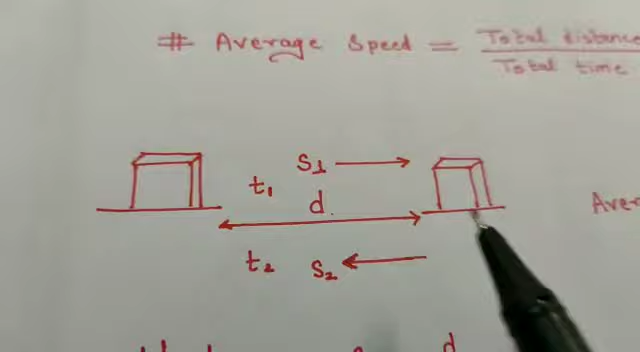 # Average Speed = Total distance
Total time
S₁ →
t₁
d
t₂ S₂ ←
d